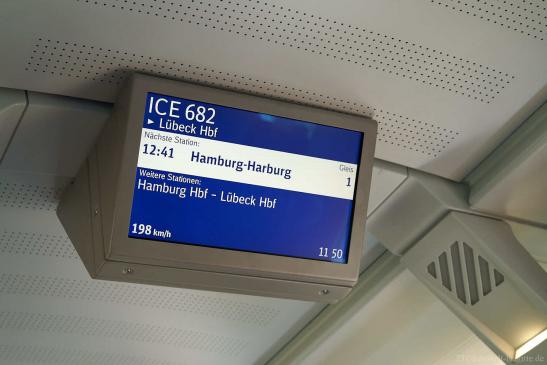 ICE 682
▸ Lübeck Hbf
Nächste Station:
12:41 Hamburg-Harburg
Gleis
1
Weitere Stationen:
Hamburg Hbf - Lübeck Hbf
198 km/h
11 50